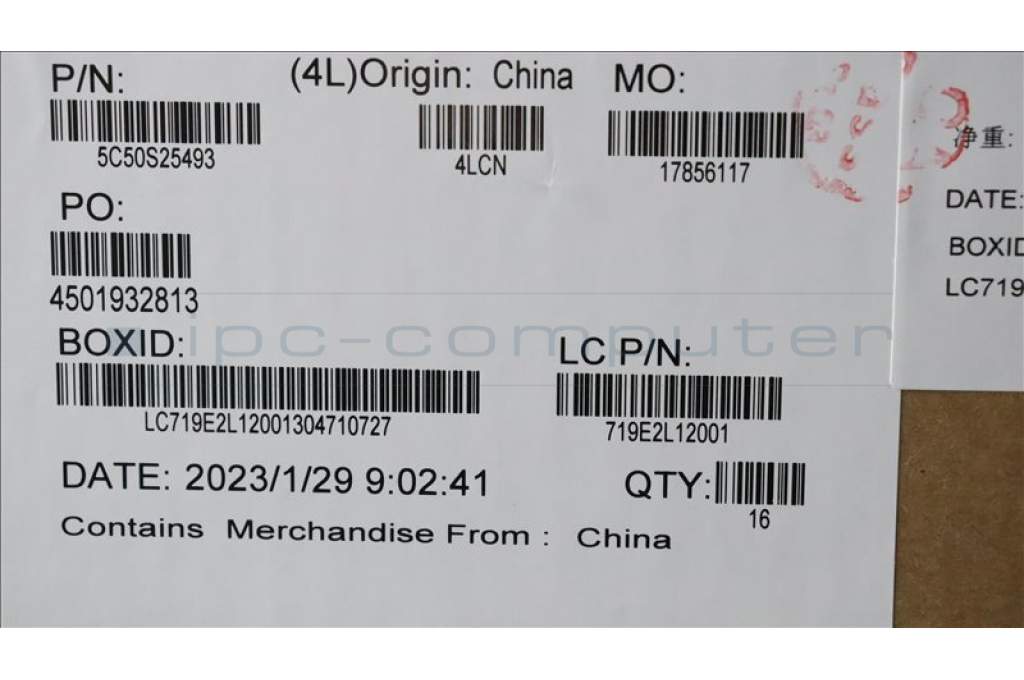 P/N: (4L)Origin: China MO:
5C50S25493 4LCN 17856117
PO:
4501932813
ipc-computer
BOXID: LC P/N:
LC719E2L12001304710727 719E2L12001
DATE: 2023/1/29 9:02:41 QTY:
16
Contains Merchandise From : China
净重:
DATE:
BOXID
LC719